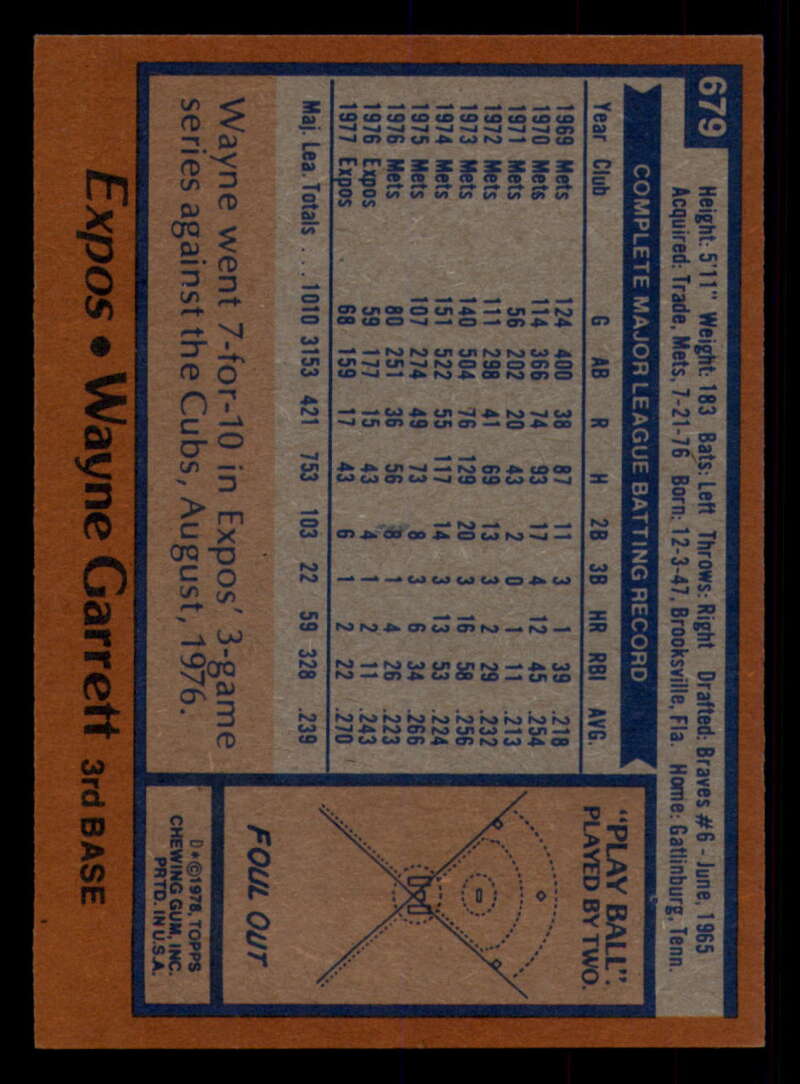 679
Height: 5'11" Weight: 183 Bats: Left Throws: Right Drafted: Braves #6 - June, 1965
Acquired: Trade, Mets, 7-21-76 Born: 12-3-47, Brooksville, Fla. Home: Gatlinburg, Tenn.
COMPLETE MAJOR LEAGUE BATTING RECORD
Year Club G AB R H 2B 3B HR RBI AVG.
1969 Mets 124 400 38 87 11 3 1 39 .218
1970 Mets 114 366 74 93 17 4 12 45 .254
1971 Mets 56 202 20 43 2 0 1 11 .213
1972 Mets 111 298 41 69 13 3 2 29 .232
1973 Mets 140 504 76 129 20 3 16 58 .256
1974 Mets 151 522 55 117 14 3 13 53 .224
1975 Mets 107 274 49 73 8 3 6 34 .266
1976 Mets 80 251 36 56 8 1 4 26 .223
1976 Expos 59 177 15 43 4 1 2 11 .243
1977 Expos 68 159 17 43 6 1 2 22 .270
Maj. Lea. Totals . . . 1010 3153 421 753 103 22 59 328 .239
Wayne went 7-for-10 in Expos' 3-game
series against the Cubs, August, 1976.
"PLAY BALL"
PLAYED BY TWO.
FOUL OUT
D*©1978, TOPPS
CHEWING GUM, INC.
PRTD. IN U.S.A.
Expos • Wayne Garrett 3rd BASE